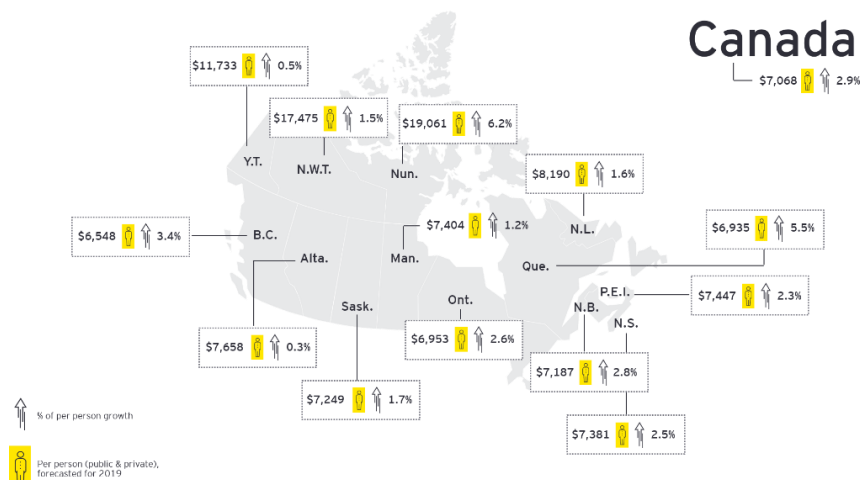 Canada
$7,068 2.9%
$11,733 0.5%
$17,475 1.5%
$19,061 6.2%
Y.T.
N.W.T.
Nun.
$8,190 1.6%
$6,548 3.4%
B.C.
$7,404 1.2%
N.L.
$6,935 5.5%
Alta.
Man.
Que.
P.E.I.
$7,447 2.3%
Sask.
Ont.
N.B.
N.S.
$7,658 0.3%
$6,953 2.6%
$7,187 2.8%
$7,249 1.7%
% of per person growth
$7,381 2.5%
Per person (public & private),
forecasted for 2019